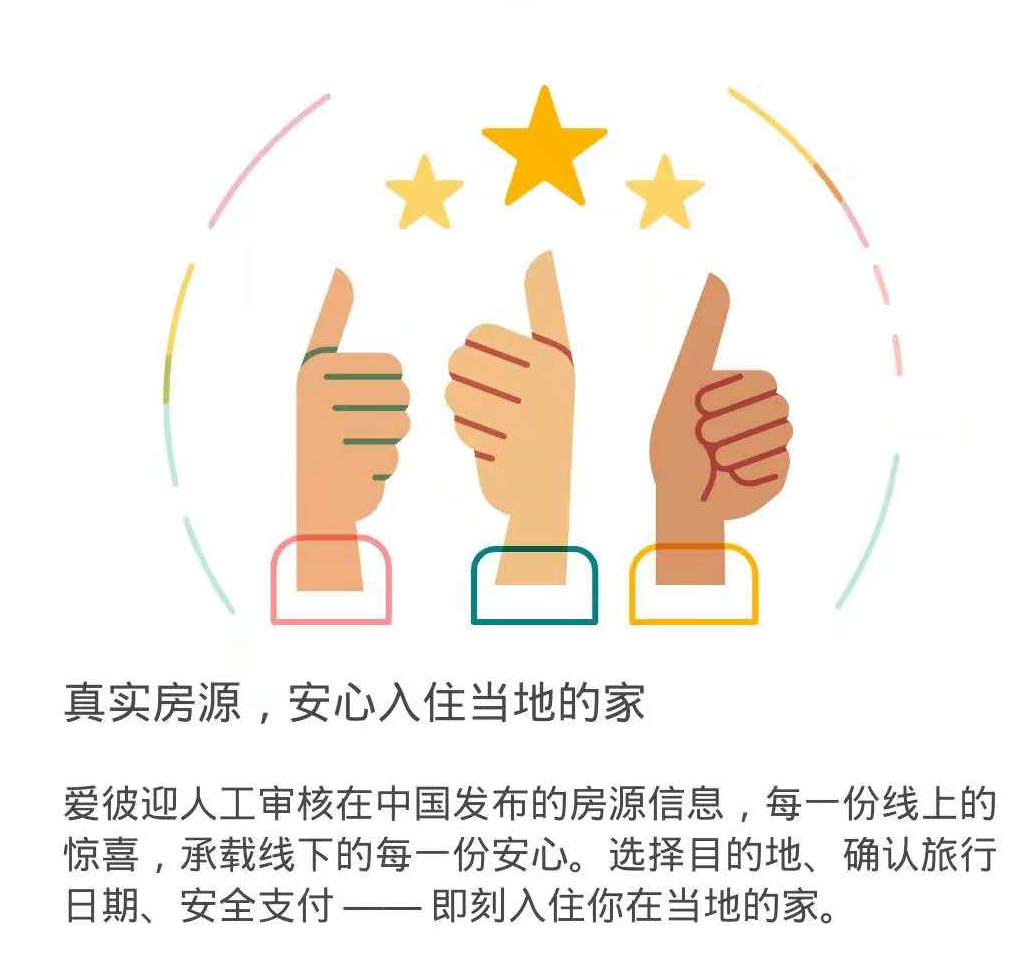 真实房源，安心入住当地的家
爱彼迎人工审核在中国发布的房源信息，每一份线上的
惊喜，承载线下的每一份安心。选择目的地、确认旅行
日期、安全支付 —— 即刻入住你在当地的家。